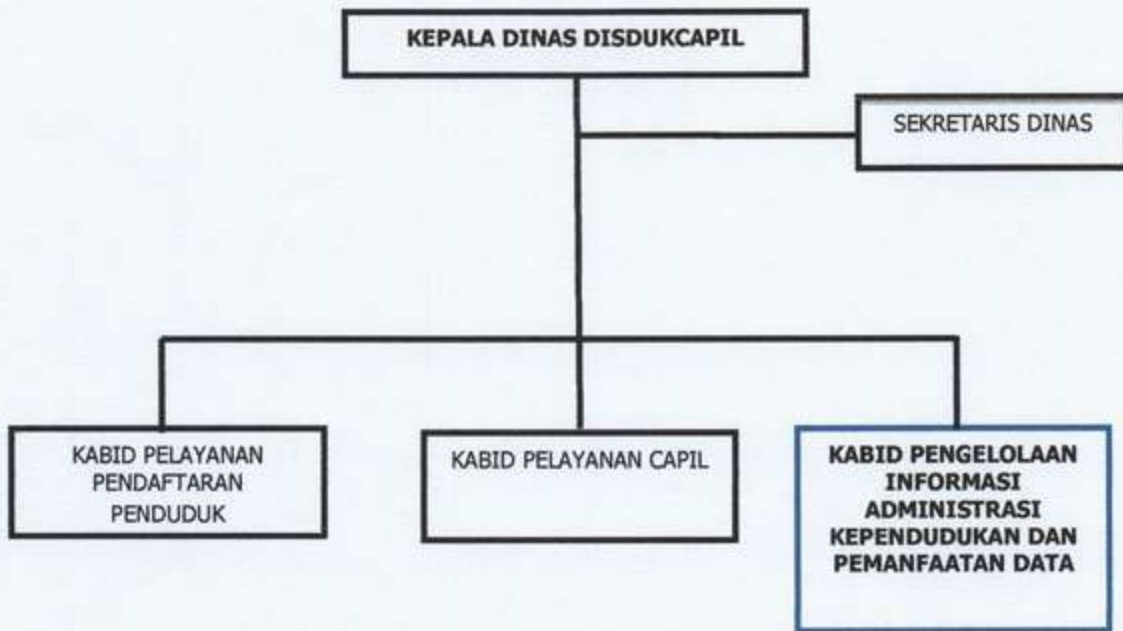 KEPALA DINAS DISDUKCAPIL
SEKRETARIS DINAS
KABID PELAYANAN
PENDAFTARAN
PENDUDUK
KABID PELAYANAN CAPIL
KABID PENGELOLAAN
INFORMASI
ADMINISTRASI
KEPENDUDUKAN DAN
PEMANFAATAN DATA